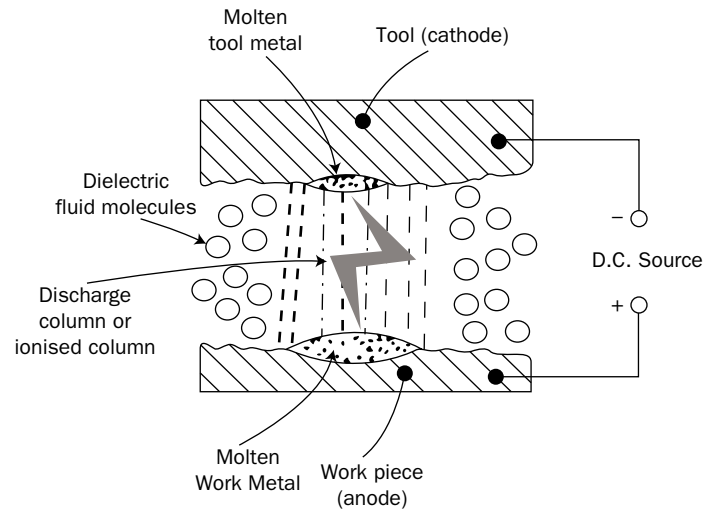 Molten
tool metal
Tool (cathode)
Dielectric
fluid molecules
−
D.C. Source
+
Discharge
column or
ionised column
Molten
Work Metal
Work piece
(anode)